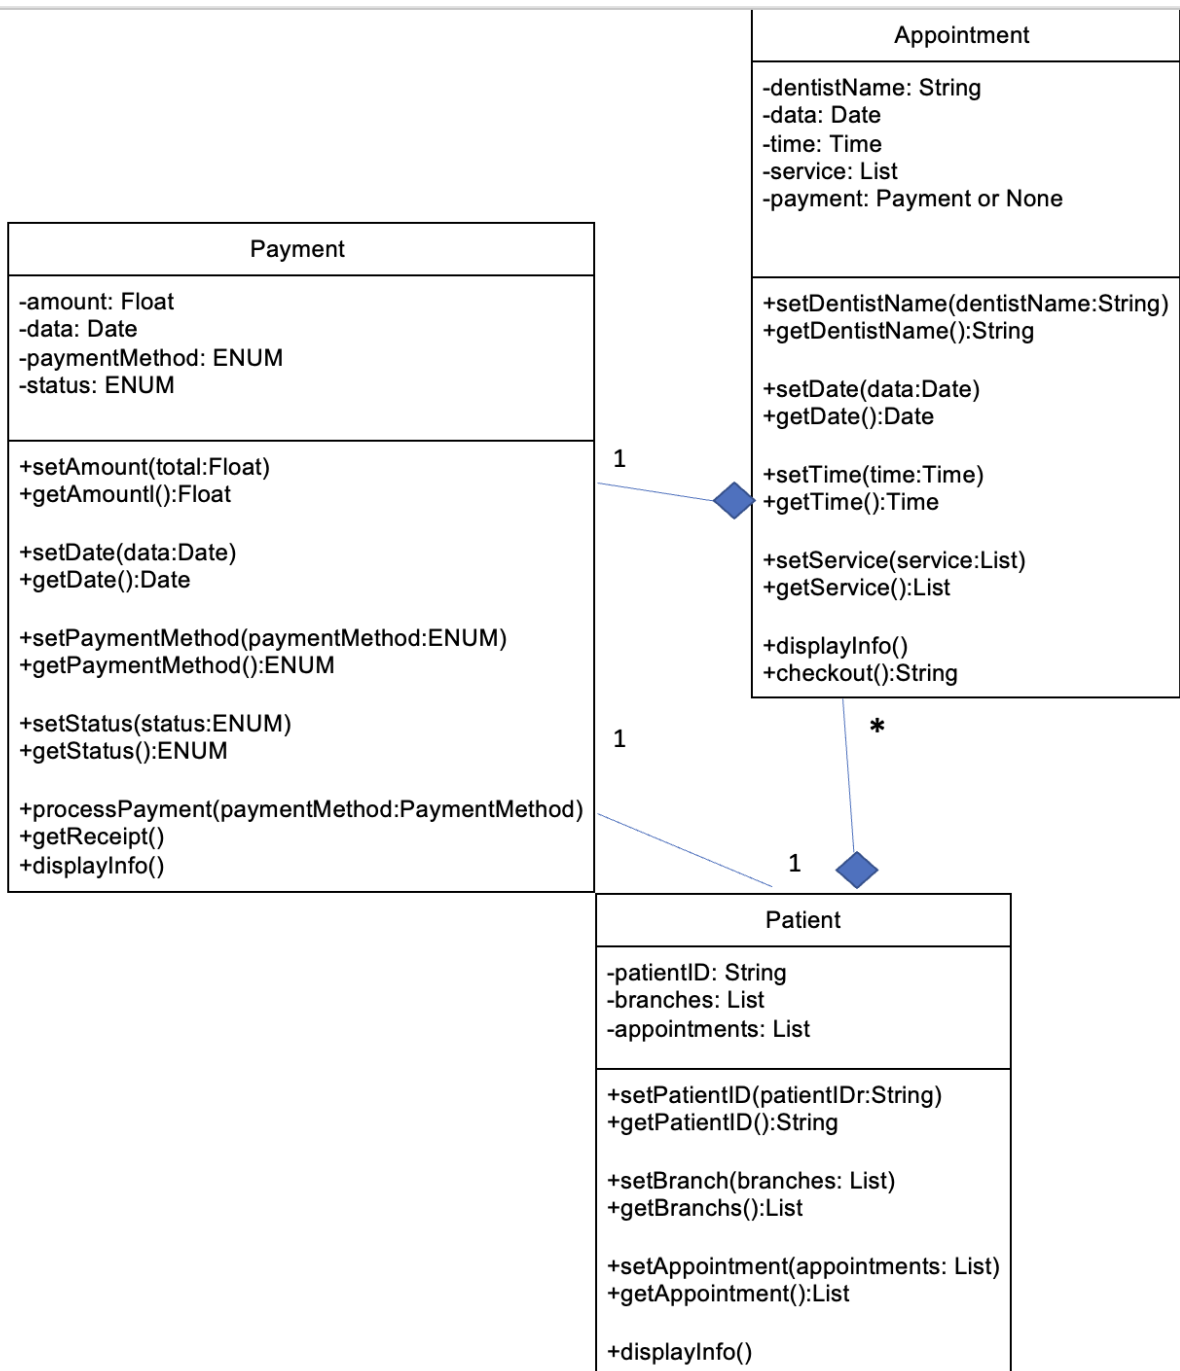 Appointment
-dentistName: String
-data: Date
-time: Time
-service: List
-payment: Payment or None
+setDentistName(dentistName:String)
+getDentistName():String
+setDate(data:Date)
+getDate():Date
+setTime(time:Time)
+getTime():Time
+setService(service:List)
+getService():List
+displayInfo()
+checkout():String
Payment
-amount: Float
-data: Date
-paymentMethod: ENUM
-status: ENUM
+setAmount(total:Float)
+getAmountl():Float
+setDate(data:Date)
+getDate():Date
+setPaymentMethod(paymentMethod:ENUM)
+getPaymentMethod():ENUM
+setStatus(status:ENUM)
+getStatus():ENUM
+processPayment(paymentMethod:PaymentMethod)
+getReceipt()
+displayInfo()
1
1
*
1
Patient
-patientID: String
-branches: List
-appointments: List
+setPatientID(patientIDr:String)
+getPatientID():String
+setBranch(branches: List)
+getBranchs():List
+setAppointment(appointments: List)
+getAppointment():List
+displayInfo()